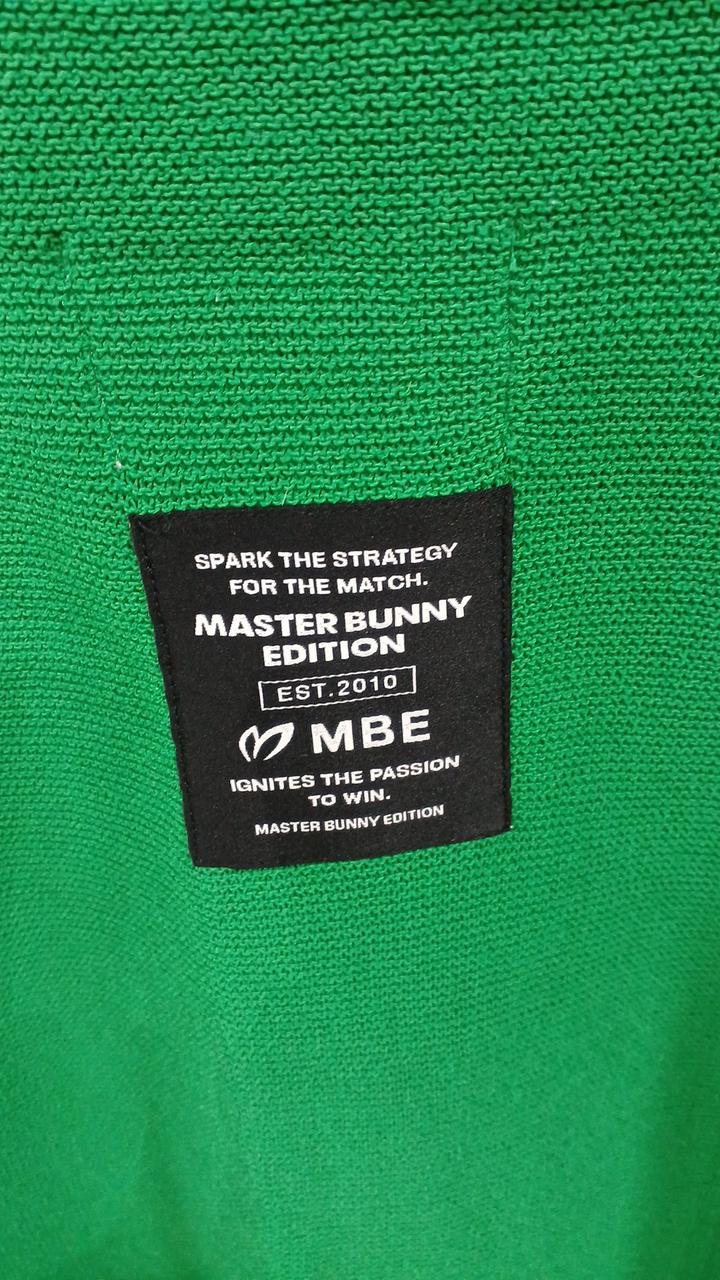 SPARK THE STRATEGY
FOR THE MATCH.
MASTER BUNNY
EDITION
EST.2010
MBE
IGNITES THE PASSION
TO WIN.
MASTER BUNNY EDITION